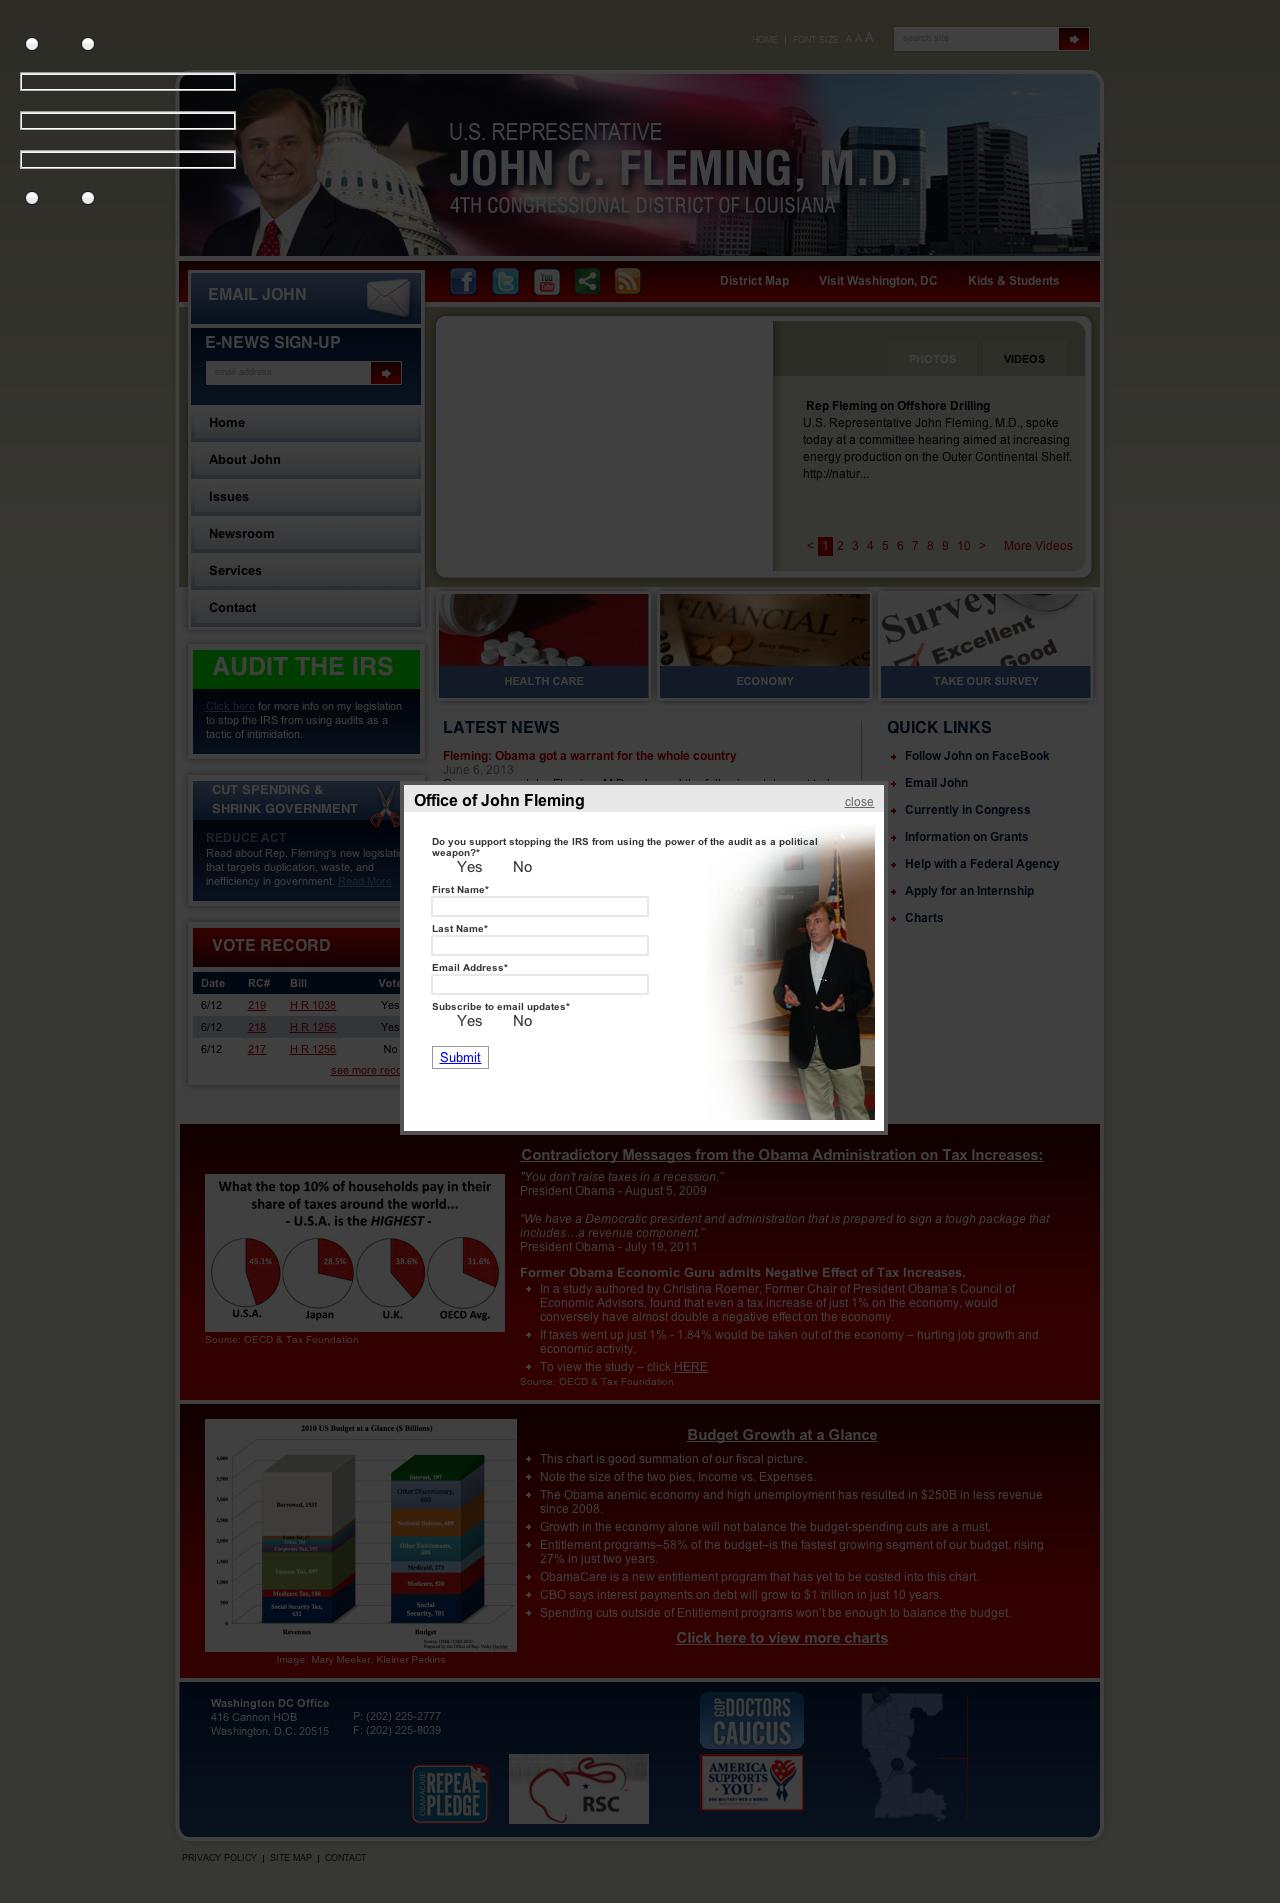 HOME | FONT SIZE A A A
search site
U.S. REPRESENTATIVE
JOHN C. FLEMING, M.D.
4TH CONGRESSIONAL DISTRICT OF LOUISIANA
District Map
Visit Washington, DC
Kids & Students
EMAIL JOHN
E-NEWS SIGN-UP
email address
Home
About John
Issues
Newsroom
Services
Contact
PHOTOS
VIDEOS
Rep Fleming on Offshore Drilling
U.S. Representative John Fleming, M.D., spoke
today at a committee hearing aimed at increasing
energy production on the Outer Continental Shelf.
http://natur...
< 1 2 3 4 5 6 7 8 9 10 > More Videos
FINANCIAL
Survey
Excellent
Good
HEALTH CARE
ECONOMY
TAKE OUR SURVEY
AUDIT THE IRS
Click here for more info on my legislation
to stop the IRS from using audits as a
tactic of intimidation.
CUT SPENDING &
SHRINK GOVERNMENT
REDUCE ACT
Read about Rep. Fleming's new legislatio
that targets duplication, waste, and
inefficiency in government. Read More
VOTE RECORD
Date RC# Bill Vote
6/12 219 H R 1038 Yes
6/12 218 H R 1256 Yes
6/12 217 H R 1256 No
see more reco
LATEST NEWS
Fleming: Obama got a warrant for the whole country
June 6, 2013
QUICK LINKS
Follow John on FaceBook
Email John
Currently in Congress
Information on Grants
Help with a Federal Agency
Apply for an Internship
Charts
Office of John Fleming
close
Do you support stopping the IRS from using the power of the audit as a political
weapon?*
Yes No
First Name*
Last Name*
Email Address*
Subscribe to email updates*
Yes No
Submit
What the top 10% of households pay in their
share of taxes around the world...
- U.S.A. is the HIGHEST -
45.1% 28.5% 38.6% 31.6%
U.S.A. Japan U.K. OECD Avg.
Source: OECD & Tax Foundation
Contradictory Messages from the Obama Administration on Tax Increases:
"You don't raise taxes in a recession."
President Obama - August 5, 2009
"We have a Democratic president and administration that is prepared to sign a tough package that
includes…a revenue component."
President Obama - July 19, 2011
Former Obama Economic Guru admits Negative Effect of Tax Increases.
In a study authored by Christina Roemer, Former Chair of President Obama's Council of
Economic Advisors, found that even a tax increase of just 1% on the economy, would
conversely have almost double a negative effect on the economy.
If taxes went up just 1% - 1.84% would be taken out of the economy – hurting job growth and
economic activity.
To view the study – click HERE
Source: OECD & Tax Foundation
2010 US Budget at a Glance ($ Billions)
Interest, 197
Borrowed, 1531
Medicaid, 273
Medicare, 520
Social
Security, 701
Social Security Tax,
632
Revenues
Budget
Image: Mary Meeker, Kleiner Perkins
Budget Growth at a Glance
This chart is good summation of our fiscal picture.
Note the size of the two pies, Income vs. Expenses.
The Obama anemic economy and high unemployment has resulted in $250B in less revenue
since 2008.
Growth in the economy alone will not balance the budget-spending cuts are a must.
Entitlement programs–58% of the budget–is the fastest growing segment of our budget, rising
27% in just two years.
ObamaCare is a new entitlement program that has yet to be costed into this chart.
CBO says interest payments on debt will grow to $1 trillion in just 10 years.
Spending cuts outside of Entitlement programs won't be enough to balance the budget.
Click here to view more charts
Washington DC Office
416 Cannon HOB
Washington, D.C. 20515
P: (202) 225-2777
F: (202) 225-8039
OBAMACARE
REPEAL
PLEDGE
RSC
GOP
DOCTORS
CAUCUS
AMERICA
SUPPORTS
YOU
PRIVACY POLICY | SITE MAP | CONTACT